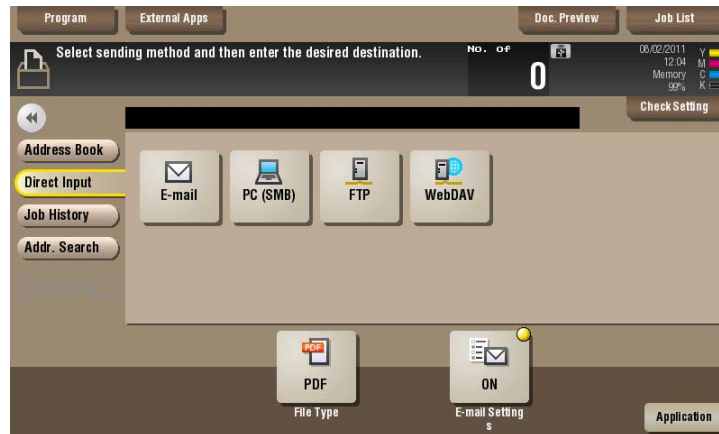 Program
External Apps
Doc. Preview
Job List
Select sending method and then enter the desired destination.
No. of
0
08/02/2011
12:04
Memory
99%
Y
M
C
K
Check Setting
Address Book
Direct Input
Job History
Addr. Search
E-mail
PC (SMB)
FTP
WebDAV
PDF
PDF
File Type
ON
E-mail Setting
s
Application